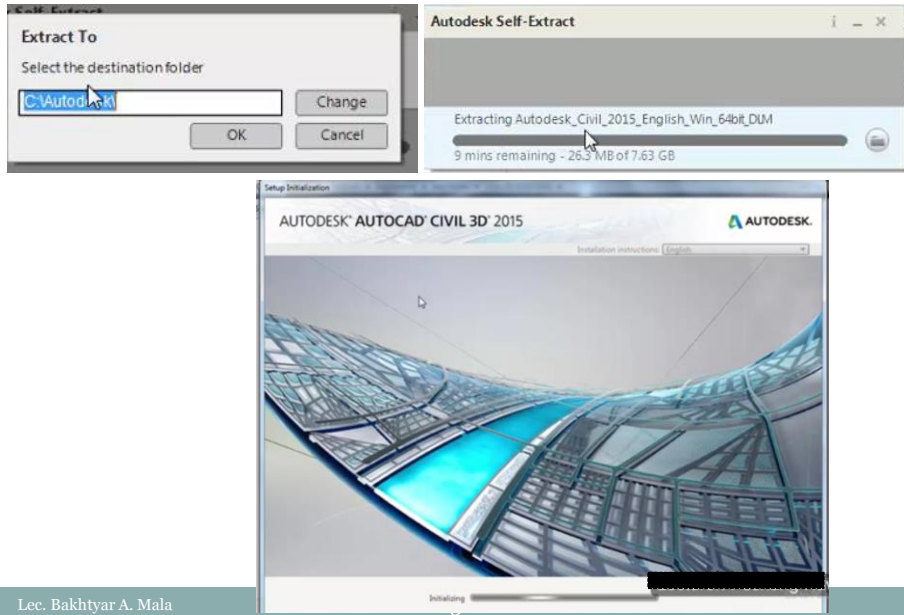 Extract To
Select the destination folder
C:\Autodesk\
Change
OK
Cancel
Autodesk Self-Extract
Extracting Autodesk_Civil_2015_English_Win_64bit_DLM
9 mins remaining - 26.3 MB of 7.63 GB
Setup Initialization
AUTODESK® AUTOCAD® CIVIL 3D® 2015
AUTODESK.
Installation instructions: English
Initializing
Lec. Bakhtyar A. Mala